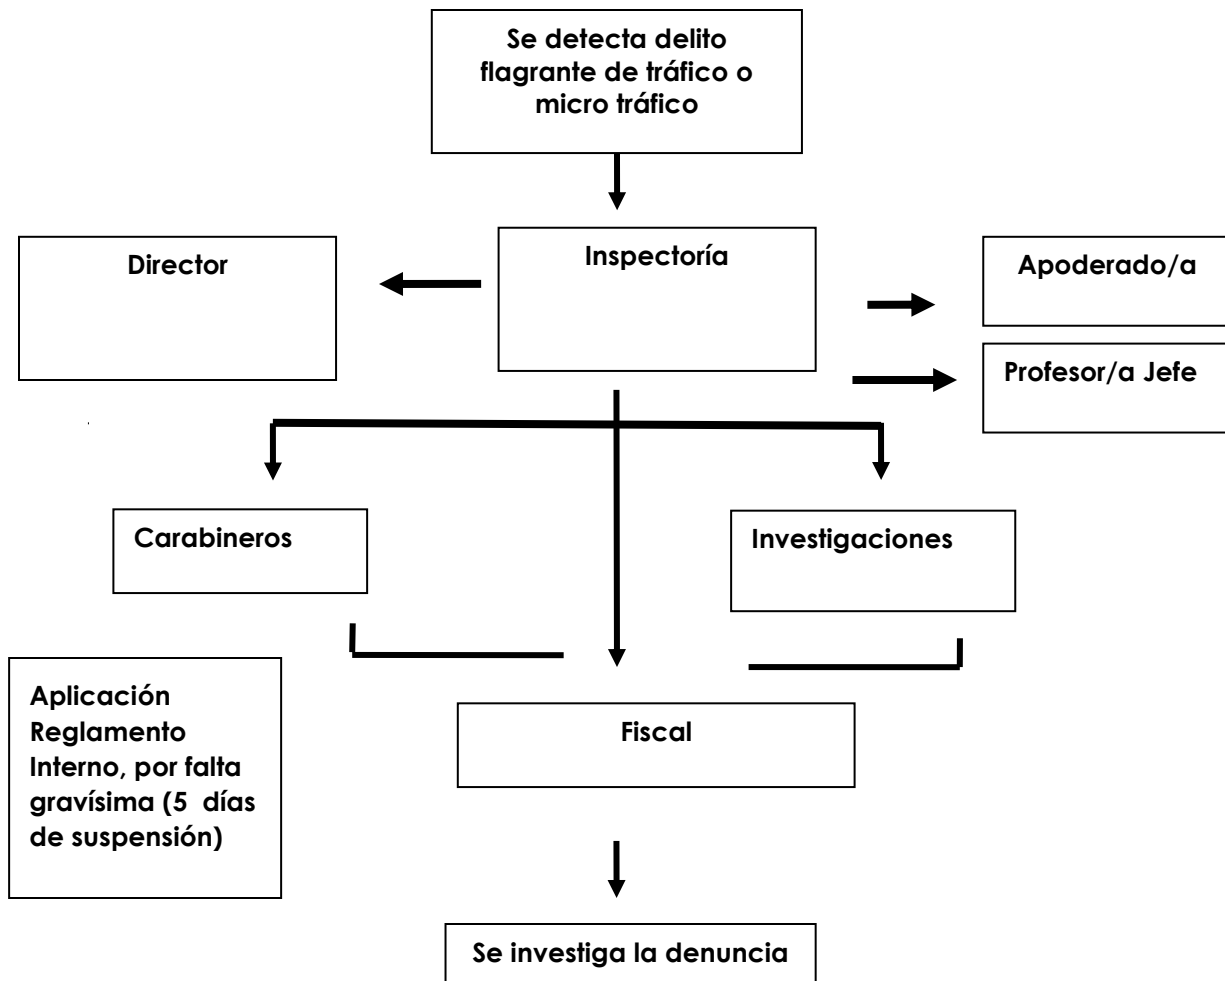 Se detecta delito
flagrante de tráfico o
micro tráfico
Director
Inspectoría
Apoderado/a
Profesor/a Jefe
Carabineros
Investigaciones
Aplicación
Reglamento
Interno, por falta
gravísima (5 días
de suspensión)
Fiscal
Se investiga la denuncia